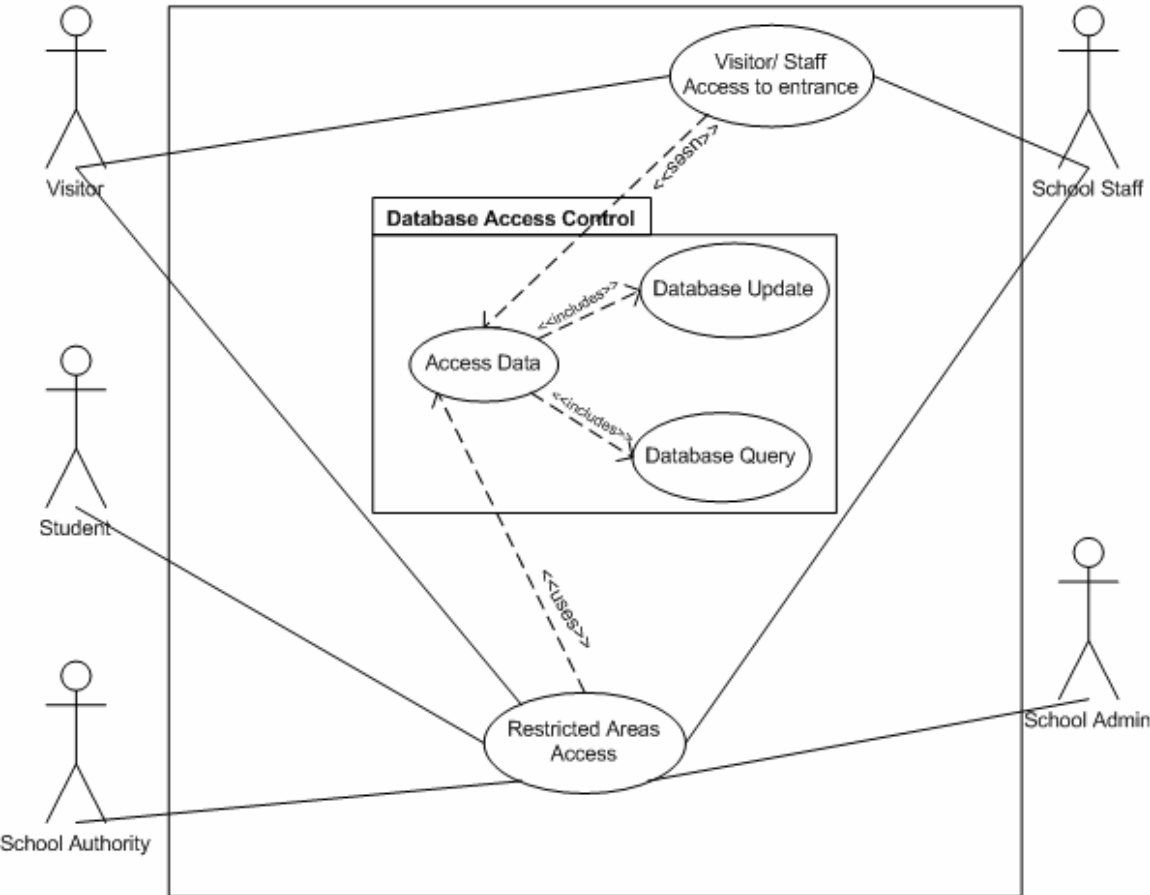 Visitor/ Staff
Access to entrance
<<uses>>
Visitor
School Staff
Database Access Control
<<includes>>
Database Update
Access Data
<<includes>>
Database Query
Student
<<uses>>
Restricted Areas
Access
School Admin
School Authority